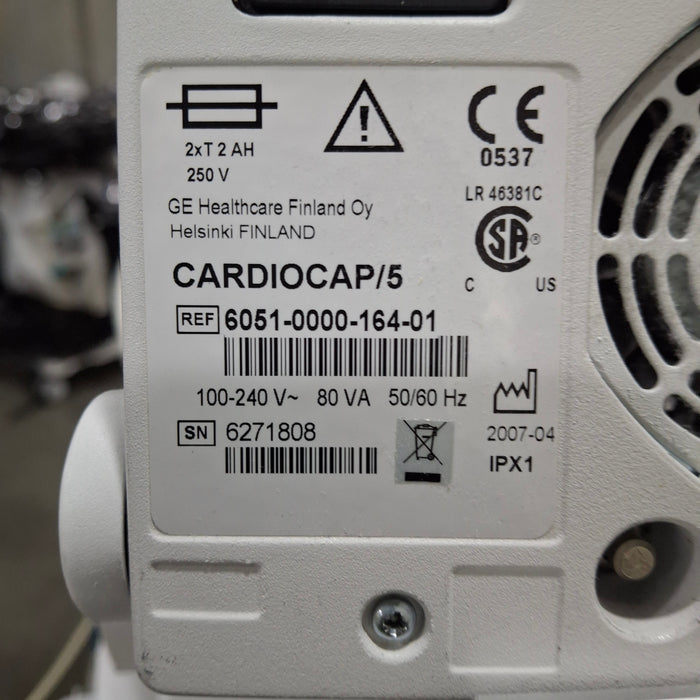 2xT 2 AH
250 V
CE
0537
GE Healthcare Finland Oy
Helsinki FINLAND
LR 46381C
SA ®
C US
CARDIOCAP/5
REF 6051-0000-164-01
100-240 V~ 80 VA 50/60 Hz
SN 6271808
2007-04
IPX1